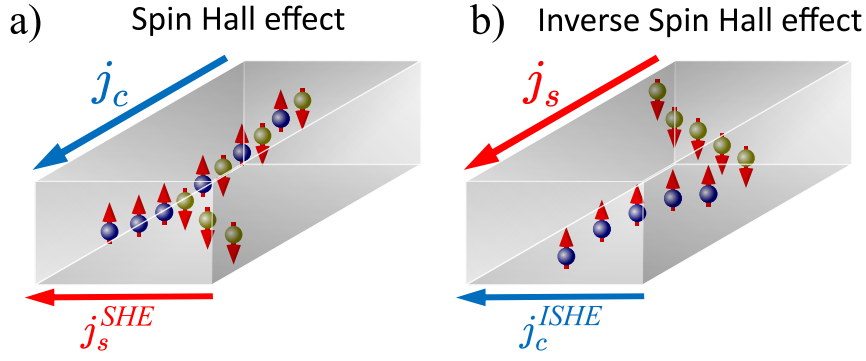 a) Spin Hall effect
j_c
j_s^{SHE}
b) Inverse Spin Hall effect
j_s
j_c^{ISHE}